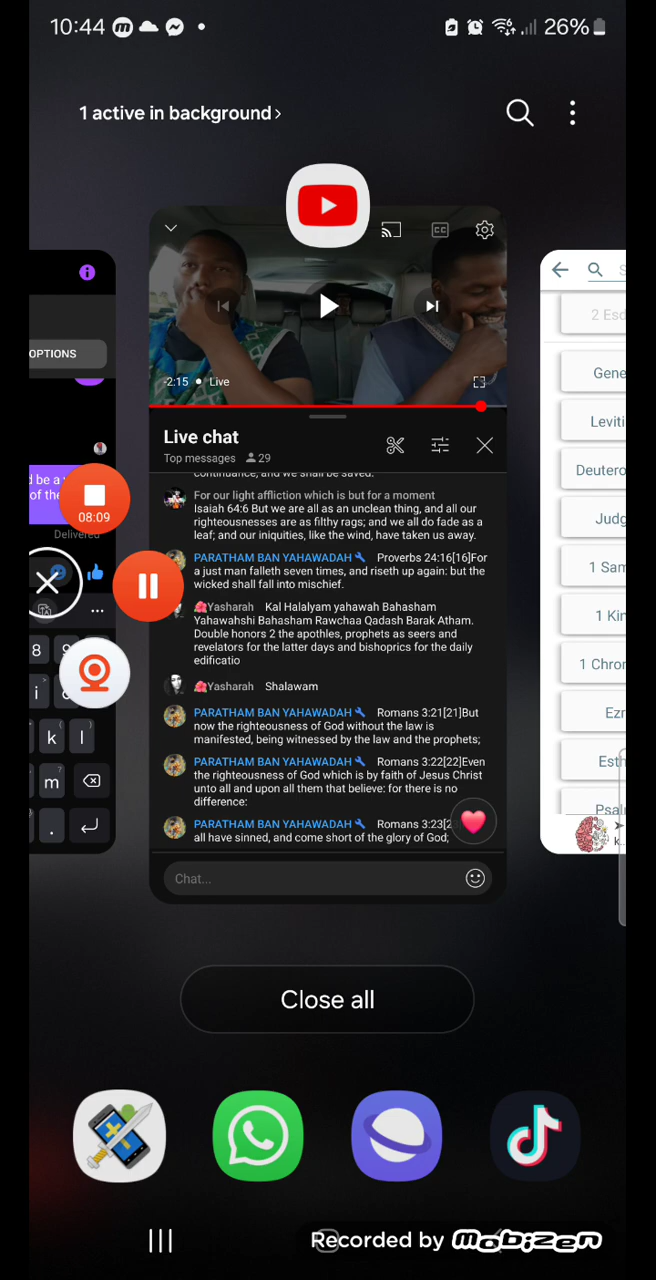 10:44
26%
1 active in background >
OPTIONS
-2:15 • Live
CC
Live chat
Top messages 29
continuance, and we shall be saved.
For our light affliction which is but for a moment
Isaiah 64:6 But we are all as an unclean thing, and all our
righteousnesses are as filthy rags; and we all do fade as a
leaf; and our iniquities, like the wind, have taken us away.
PARATHAM BAN YAHAWADAH Proverbs 24:16[16]For
a just man falleth seven times, and riseth up again: but the
wicked shall fall into mischief.
Yasharah Kal Halalyam yahawah Bahasham
Yahawahshi Bahasham Rawchaa Qadash Barak Atham.
Double honors 2 the apothles, prophets as seers and
revelators for the latter days and bishoprics for the daily
edificatio
Yasharah Shalawam
PARATHAM BAN YAHAWADAH Romans 3:21[21]But
now the righteousness of God without the law is
manifested, being witnessed by the law and the prophets;
PARATHAM BAN YAHAWADAH Romans 3:22[22]Even
the righteousness of God which is by faith of Jesus Christ
unto all and upon all them that believe: for there is no
difference:
PARATHAM BAN YAHAWADAH Romans 3:23[2
all have sinned, and come short of the glory of God;
Chat...
d be a
of the
08:09
Delivered
8 9
i
k l
m
.
2 Esd
Gene
Leviti
Deutero
Judg
1 Sam
1 Kin
1 Chron
Ezr
Esth
Psal
k...
Close all
Recorded by mobizen